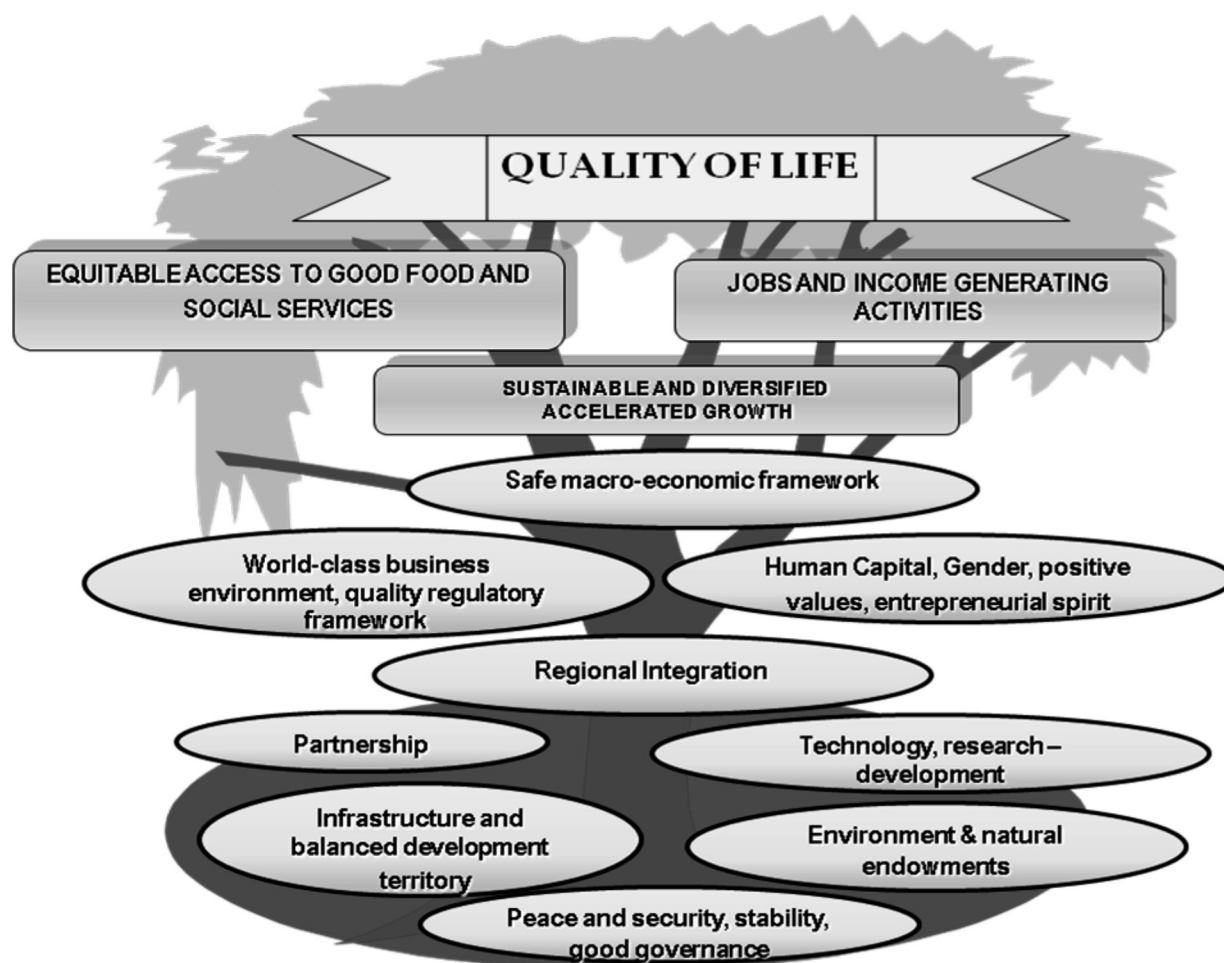 QUALITY OF LIFE
EQUITABLE ACCESS TO GOOD FOOD AND
SOCIAL SERVICES
JOBS AND INCOME GENERATING
ACTIVITIES
SUSTAINABLE AND DIVERSIFIED
ACCELERATED GROWTH
Safe macro-economic framework
World-class business
environment, quality regulatory
framework
Human Capital, Gender, positive
values, entrepreneurial spirit
Regional Integration
Partnership
Technology, research –
development
Infrastructure and
balanced development
territory
Environment & natural
endowments
Peace and security, stability,
good governance